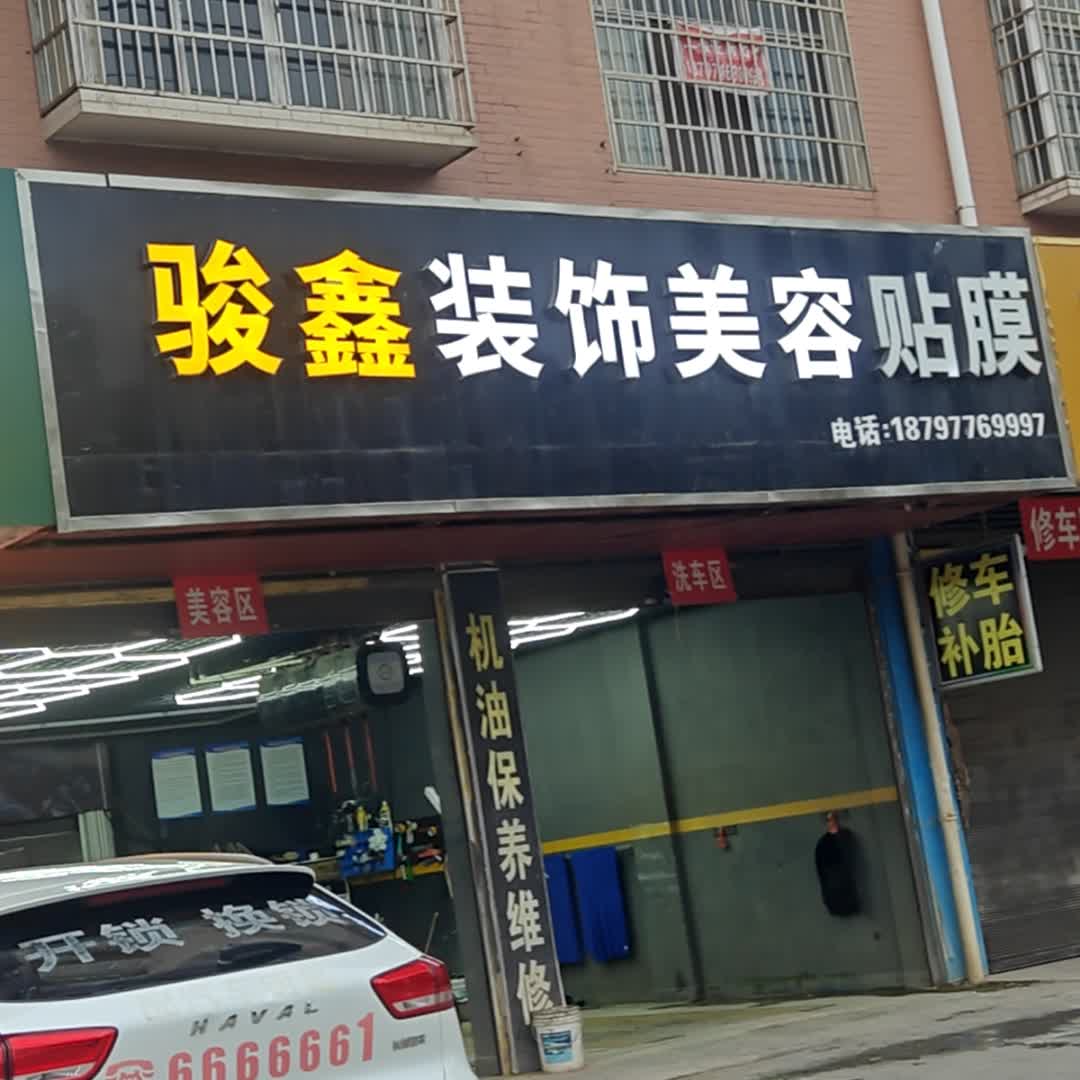 骏鑫装饰美容贴膜
电话:18797769997
美容区
洗车区
修车
修车
补胎
机油保养维修
开锁 换锁
HAVAL
6666661